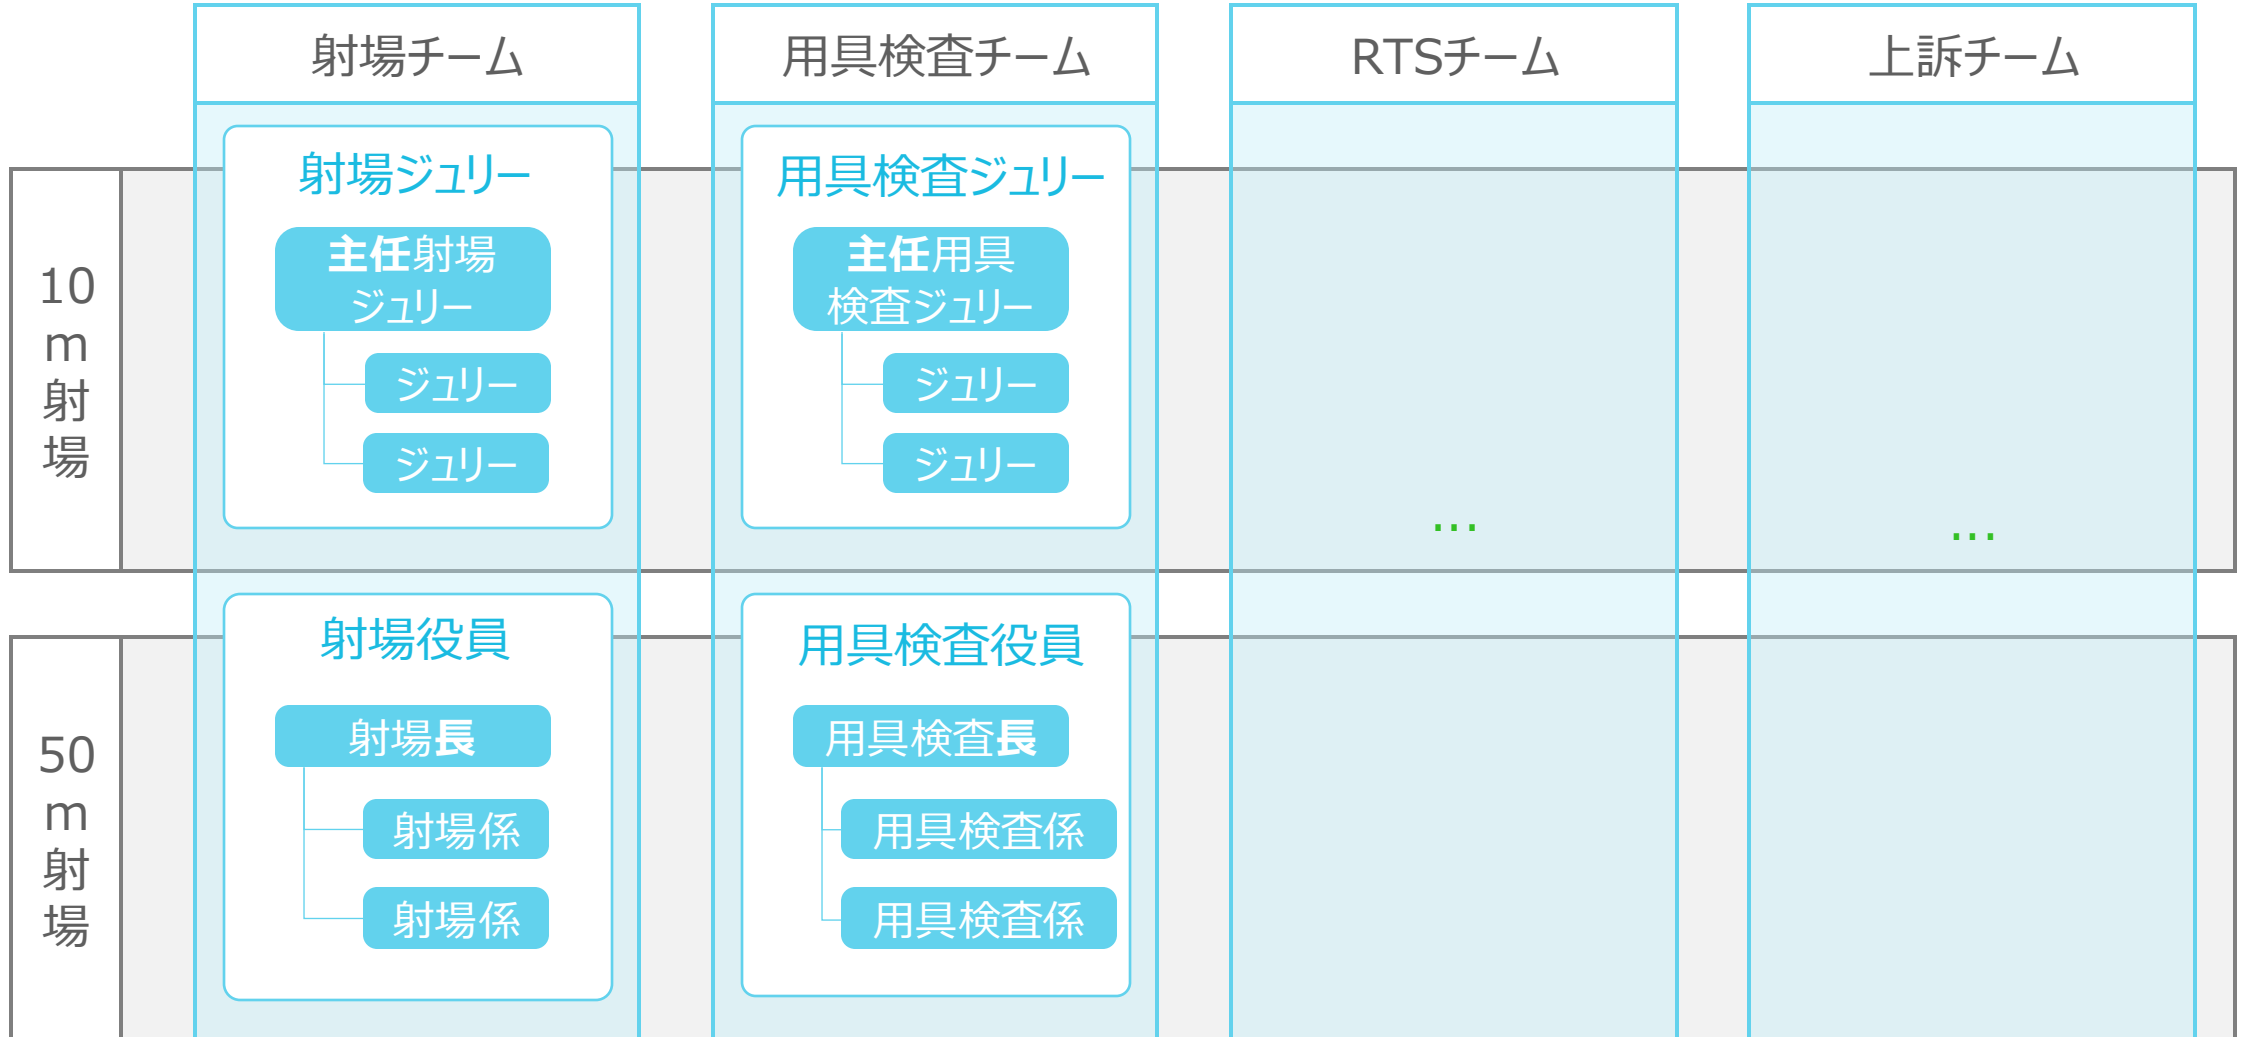 射場チーム
用具検査チーム
RTSチーム
上訴チーム
10
m
射
場
射場ジュリー
主任射場
ジュリー
ジュリー
ジュリー
用具検査ジュリー
主任用具
検査ジュリー
ジュリー
ジュリー
...
...
50
m
射
場
射場役員
射場長
射場係
射場係
用具検査役員
用具検査長
用具検査係
用具検査係